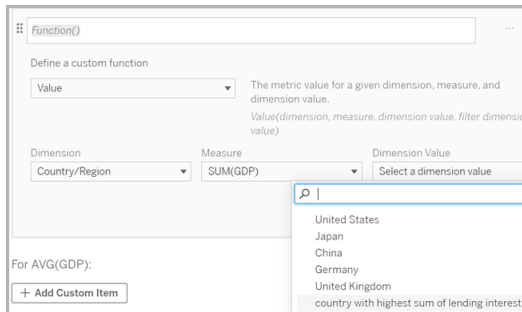 Function()
Define a custom function
Value
The metric value for a given dimension, measure, and
dimension value.
Value(dimension, measure, dimension value, filter
value)
Dimension
Measure
Dimension Value
Country/Region
SUM(GDP)
Select a dimension value
United States
Japan
China
Germany
United Kingdom
country with highest sum of lending interest
For AVG(GDP):
+ Add Custom Item